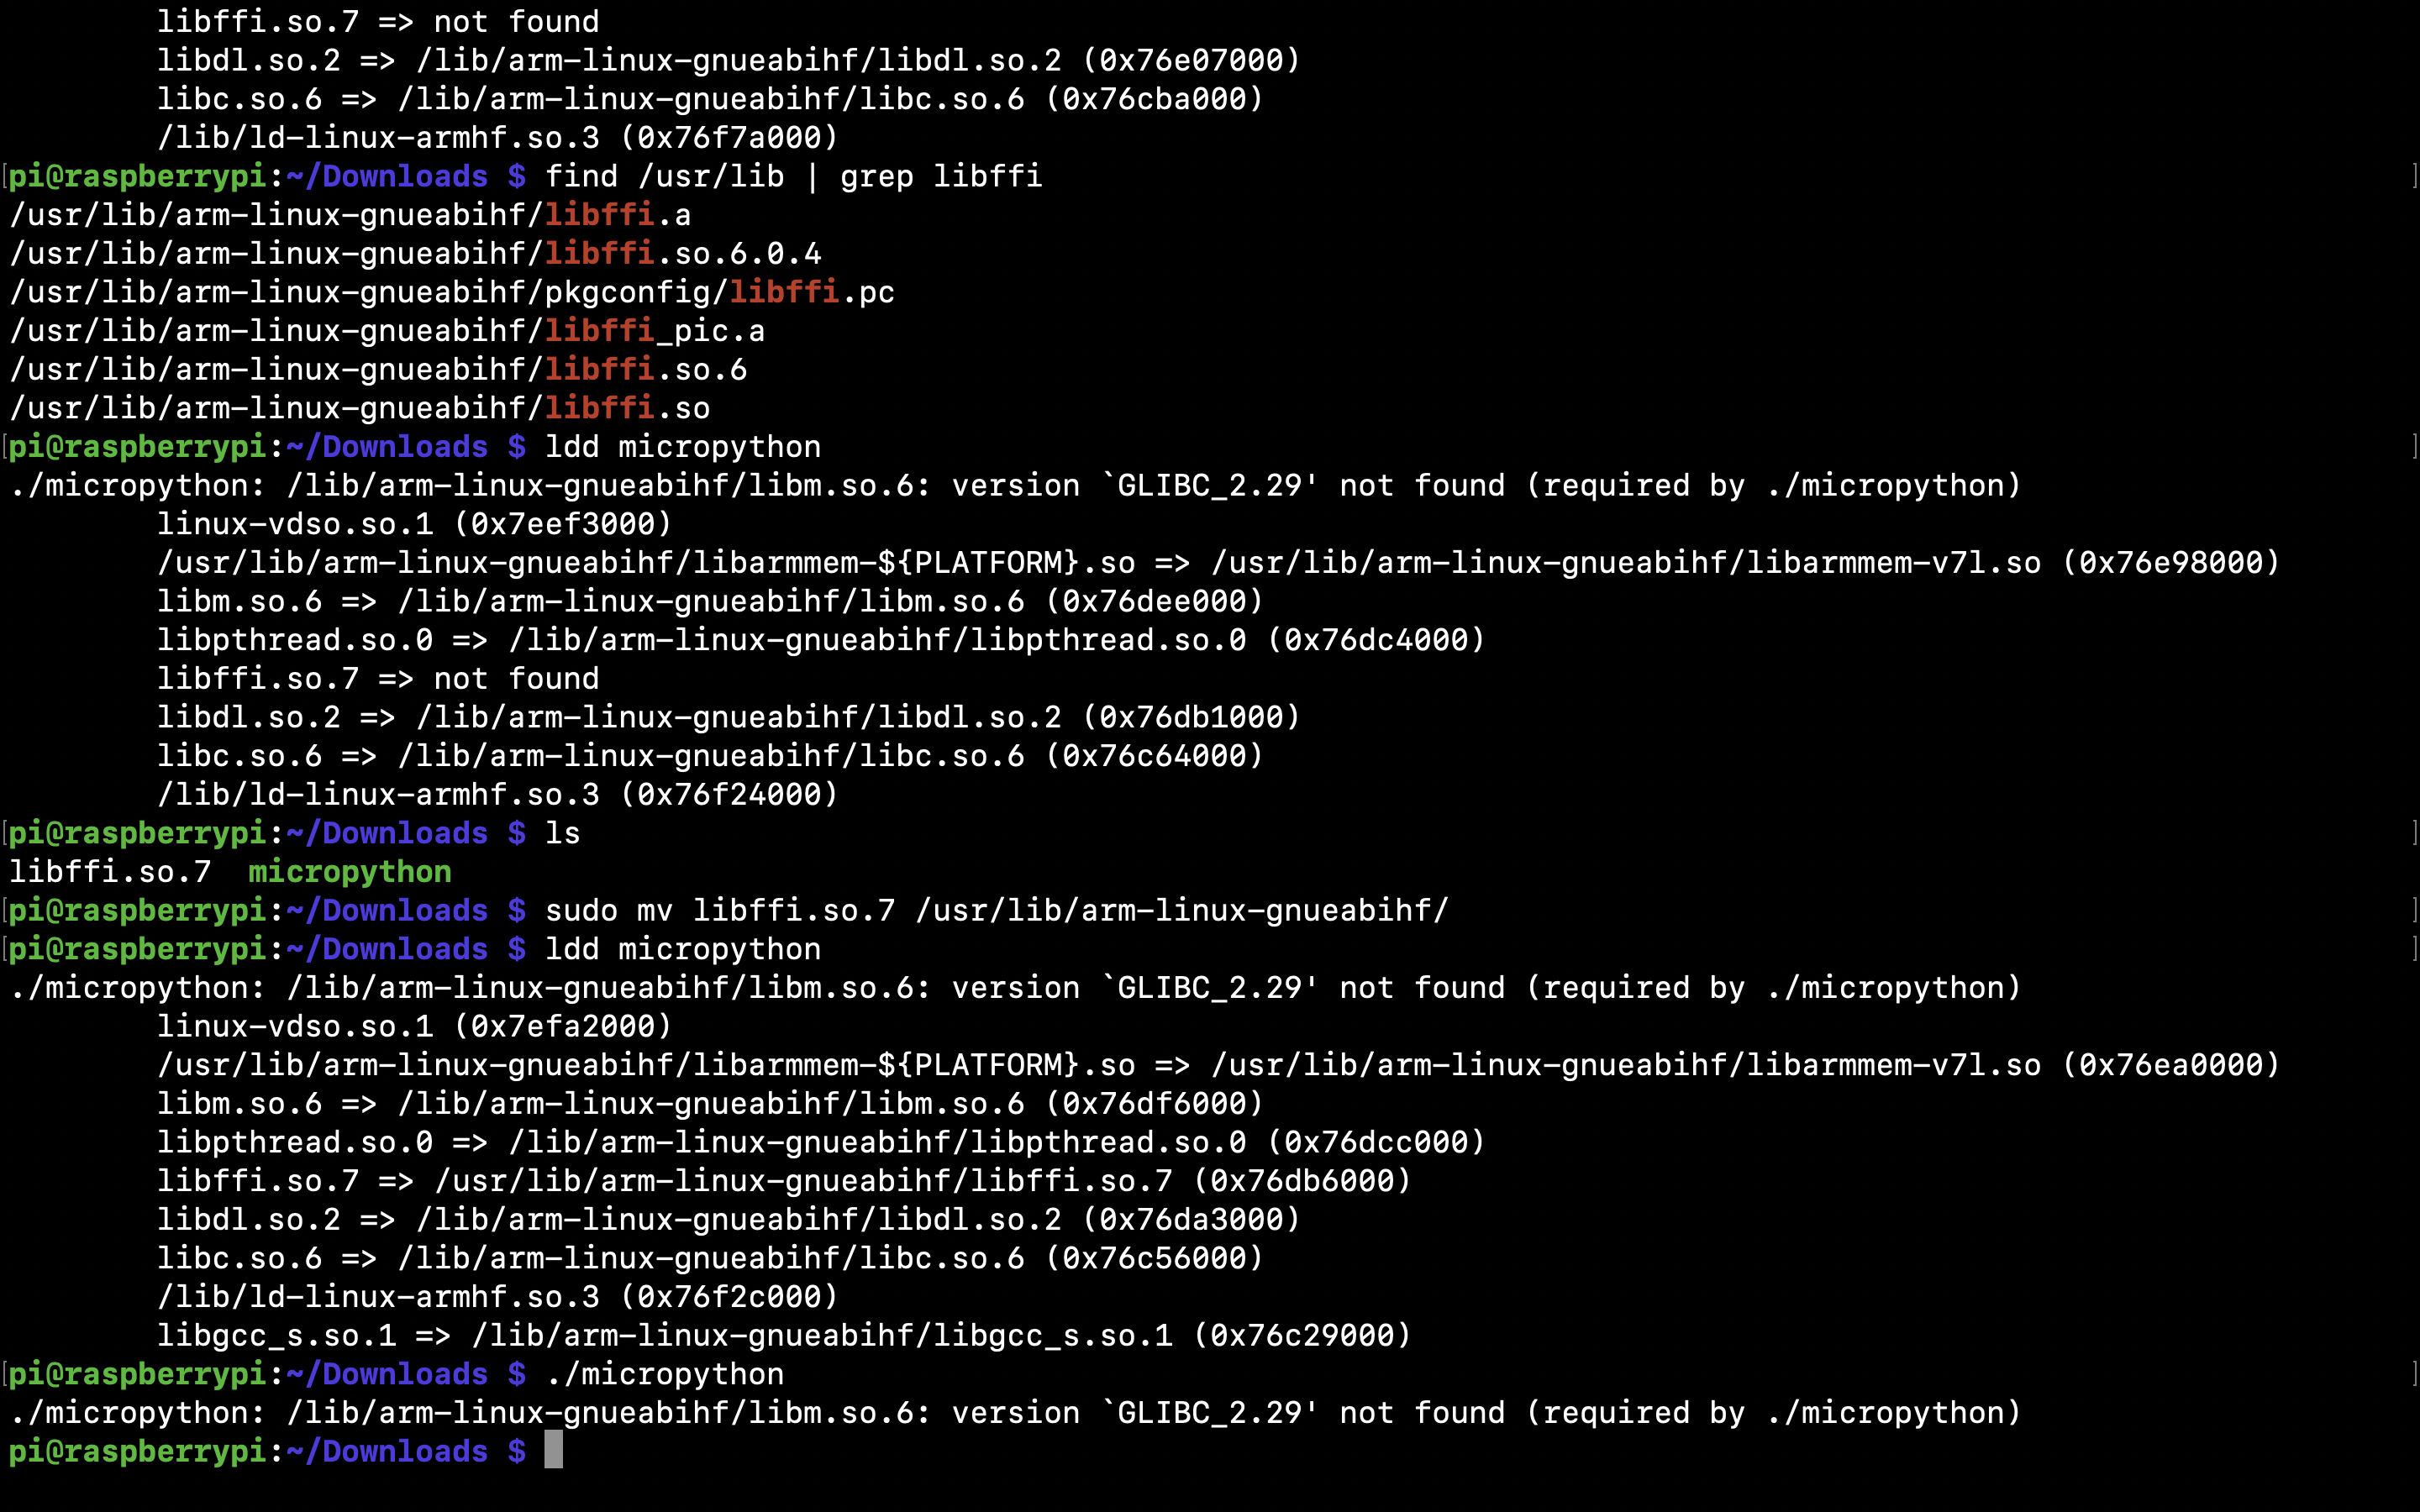 libffi.so.7 => not found
        libdl.so.2 => /lib/arm-linux-gnueabihf/libdl.so.2 (0x76e07000)
        libc.so.6 => /lib/arm-linux-gnueabihf/libc.so.6 (0x76cba000)
        /lib/ld-linux-armhf.so.3 (0x76f7a000)
[pi@raspberrypi:~/Downloads $ find /usr/lib | grep libffi ]
/usr/lib/arm-linux-gnueabihf/libffi.a
/usr/lib/arm-linux-gnueabihf/libffi.so.6.0.4
/usr/lib/arm-linux-gnueabihf/pkgconfig/libffi.pc
/usr/lib/arm-linux-gnueabihf/libffi_pic.a
/usr/lib/arm-linux-gnueabihf/libffi.so.6
/usr/lib/arm-linux-gnueabihf/libffi.so
[pi@raspberrypi:~/Downloads $ ldd micropython ]
./micropython: /lib/arm-linux-gnueabihf/libm.so.6: version `GLIBC_2.29' not found (required by ./micropython)
        linux-vdso.so.1 (0x7eef3000)
        /usr/lib/arm-linux-gnueabihf/libarmmem-${PLATFORM}.so => /usr/lib/arm-linux-gnueabihf/libarmmem-v7l.so (0x76e98000)
        libm.so.6 => /lib/arm-linux-gnueabihf/libm.so.6 (0x76dee000)
        libpthread.so.0 => /lib/arm-linux-gnueabihf/libpthread.so.0 (0x76dc4000)
        libffi.so.7 => not found
        libdl.so.2 => /lib/arm-linux-gnueabihf/libdl.so.2 (0x76db1000)
        libc.so.6 => /lib/arm-linux-gnueabihf/libc.so.6 (0x76c64000)
        /lib/ld-linux-armhf.so.3 (0x76f24000)
[pi@raspberrypi:~/Downloads $ ls ]
libffi.so.7  micropython
[pi@raspberrypi:~/Downloads $ sudo mv libffi.so.7 /usr/lib/arm-linux-gnueabihf/ ]
[pi@raspberrypi:~/Downloads $ ldd micropython ]
./micropython: /lib/arm-linux-gnueabihf/libm.so.6: version `GLIBC_2.29' not found (required by ./micropython)
        linux-vdso.so.1 (0x7efa2000)
        /usr/lib/arm-linux-gnueabihf/libarmmem-${PLATFORM}.so => /usr/lib/arm-linux-gnueabihf/libarmmem-v7l.so (0x76ea0000)
        libm.so.6 => /lib/arm-linux-gnueabihf/libm.so.6 (0x76df6000)
        libpthread.so.0 => /lib/arm-linux-gnueabihf/libpthread.so.0 (0x76dcc000)
        libffi.so.7 => /usr/lib/arm-linux-gnueabihf/libffi.so.7 (0x76db6000)
        libdl.so.2 => /lib/arm-linux-gnueabihf/libdl.so.2 (0x76da3000)
        libc.so.6 => /lib/arm-linux-gnueabihf/libc.so.6 (0x76c56000)
        /lib/ld-linux-armhf.so.3 (0x76f2c000)
        libgcc_s.so.1 => /lib/arm-linux-gnueabihf/libgcc_s.so.1 (0x76c29000)
[pi@raspberrypi:~/Downloads $ ./micropython ]
./micropython: /lib/arm-linux-gnueabihf/libm.so.6: version `GLIBC_2.29' not found (required by ./micropython)
pi@raspberrypi:~/Downloads $